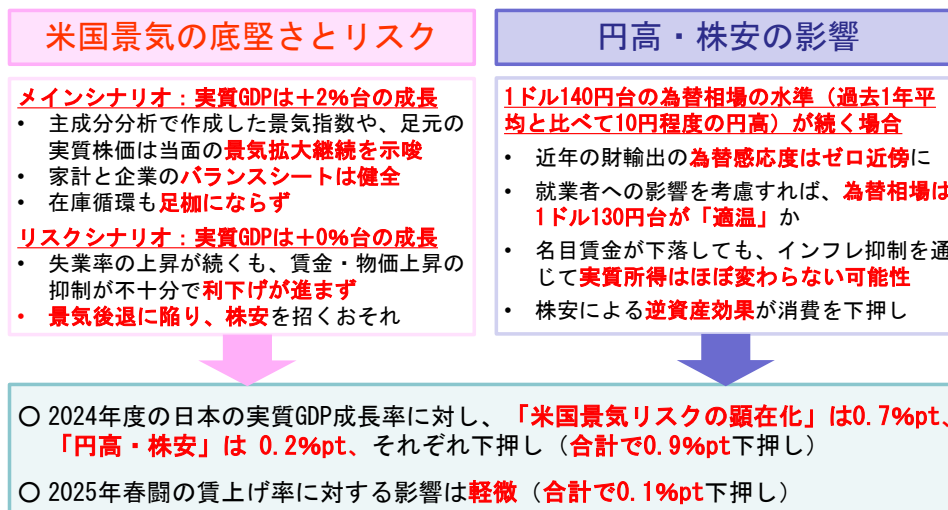 米国景気の底堅さとリスク
メインシナリオ：実質GDPは＋2％台の成長
• 主成分分析で作成した景気指数や、足元の
実質株価は当面の景気拡大継続を示唆
• 家計と企業のバランスシートは健全
• 在庫循環も足枷にならず
リスクシナリオ：実質GDPは＋0％台の成長
• 失業率の上昇が続くも、賃金・物価上昇の
抑制が不十分で利下げが進まず
• 景気後退に陥り、株安を招くおそれ
円高・株安の影響
1ドル140円台の為替相場の水準（過去1年平
均と比べて10円程度の円高）が続く場合
• 近年の財輸出の為替感応度はゼロ近傍に
• 就業者への影響を考慮すれば、為替相場は
1ドル130円台が「適温」か
• 名目賃金が下落しても、インフレ抑制を通
じて実質所得はほぼ変わらない可能性
• 株安による逆資産効果が消費を下押し
〇 2024年度の日本の実質GDP成長率に対し、「米国景気リスクの顕在化」は0.7％pt、
「円高・株安」は 0.2％pt、それぞれ下押し（合計で0.9％pt下押し）
〇 2025年春闘の賃上げ率に対する影響は軽微（合計で0.1％pt下押し）